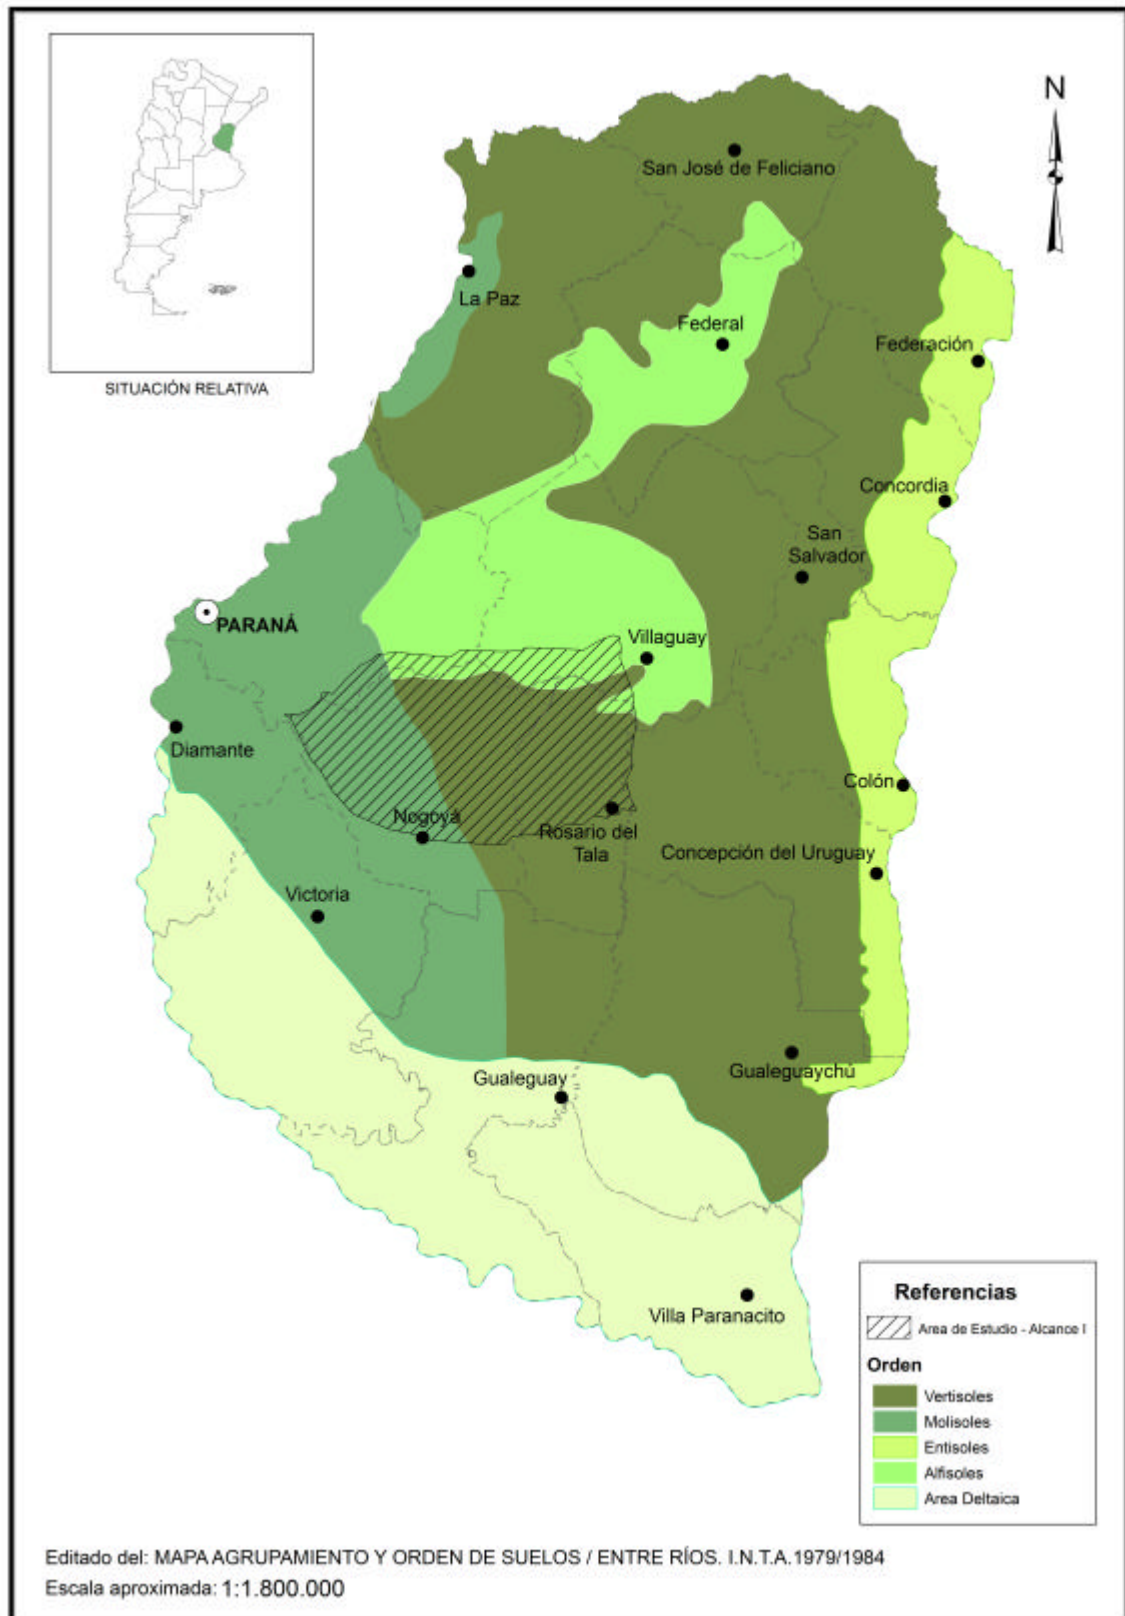 SITUACIÓN RELATIVA
N
San José de Feliciano
La Paz
Federal
Federación
Concordia
San
Salvador
PARANÁ
Villaguay
Diamante
Colón
Nogoyá
Rosario del
Tala
Concepción del Uruguay
Victoria
Gualeguaychú
Gualeguay
Villa Paranacito
Referencias
Area de Estudio - Alcance I
Orden
Vertisoles
Molisoles
Entisoles
Alfisoles
Area Deltaica
Editado del: MAPA AGRUPAMIENTO Y ORDEN DE SUELOS / ENTRE RÍOS. I.N.T.A.1979/1984
Escala aproximada: 1:1.800.000